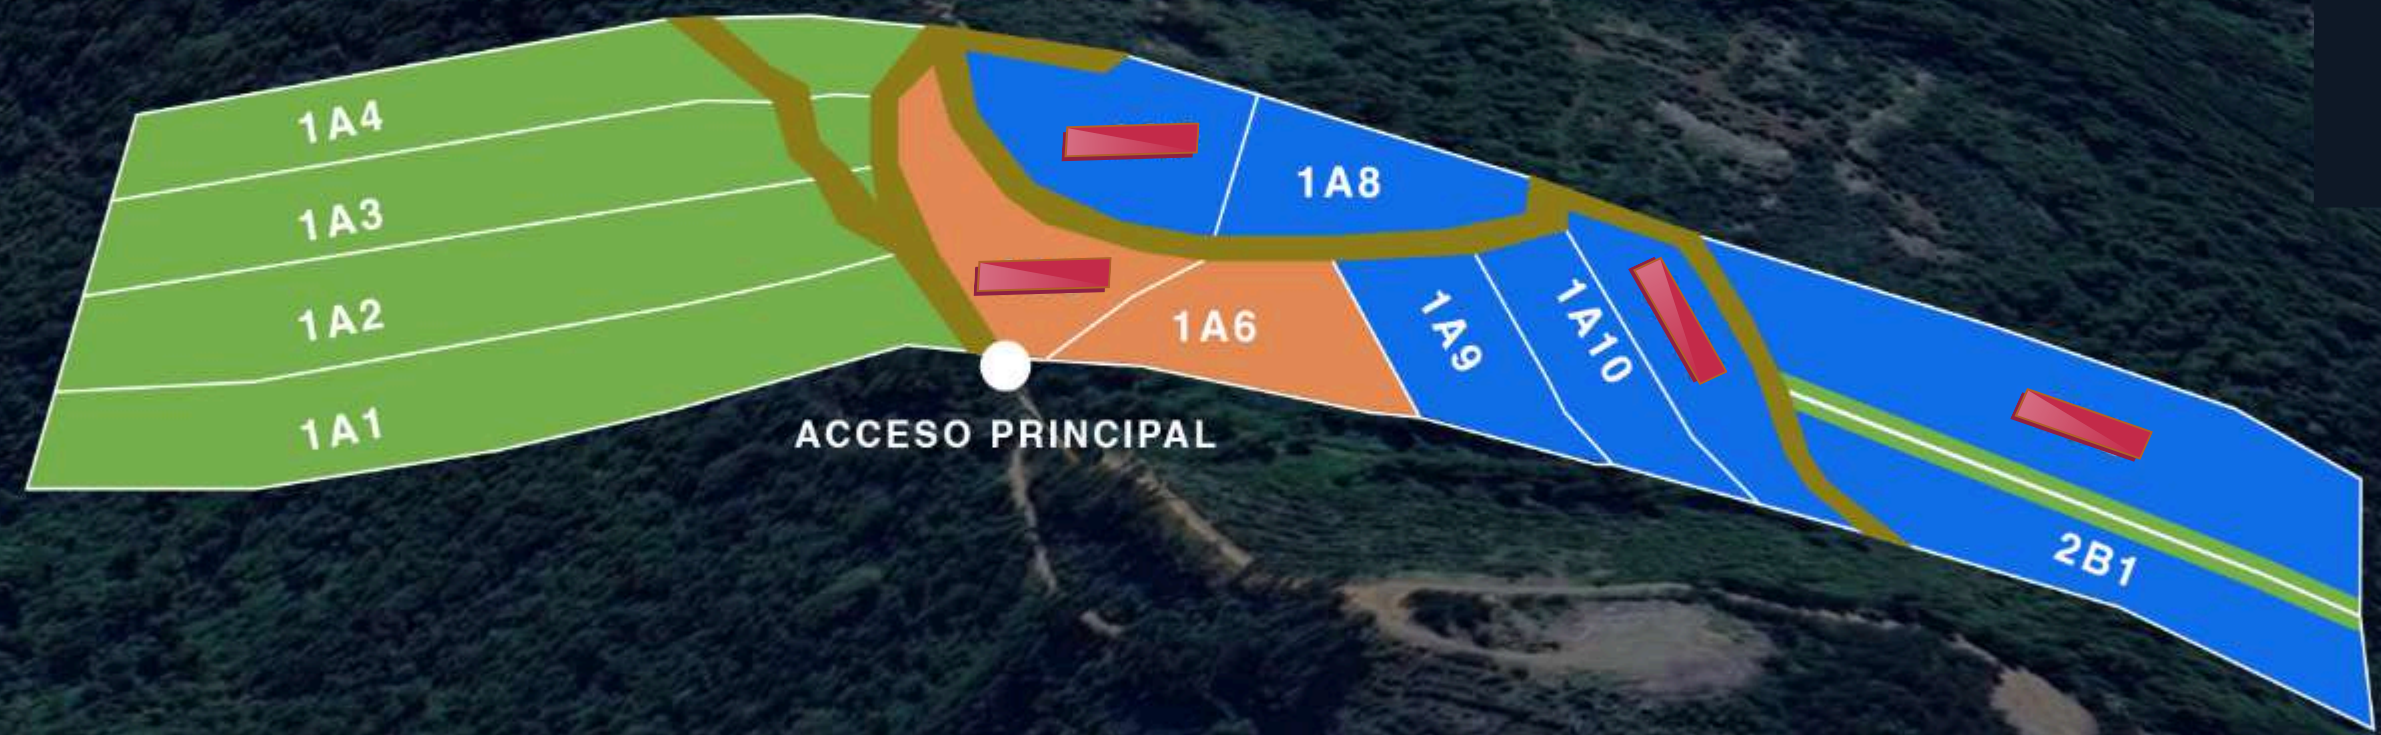 1A4
1A3
1A2
1A1
1A8
1A6
1A9
1A10
2B1
ACCESO PRINCIPAL